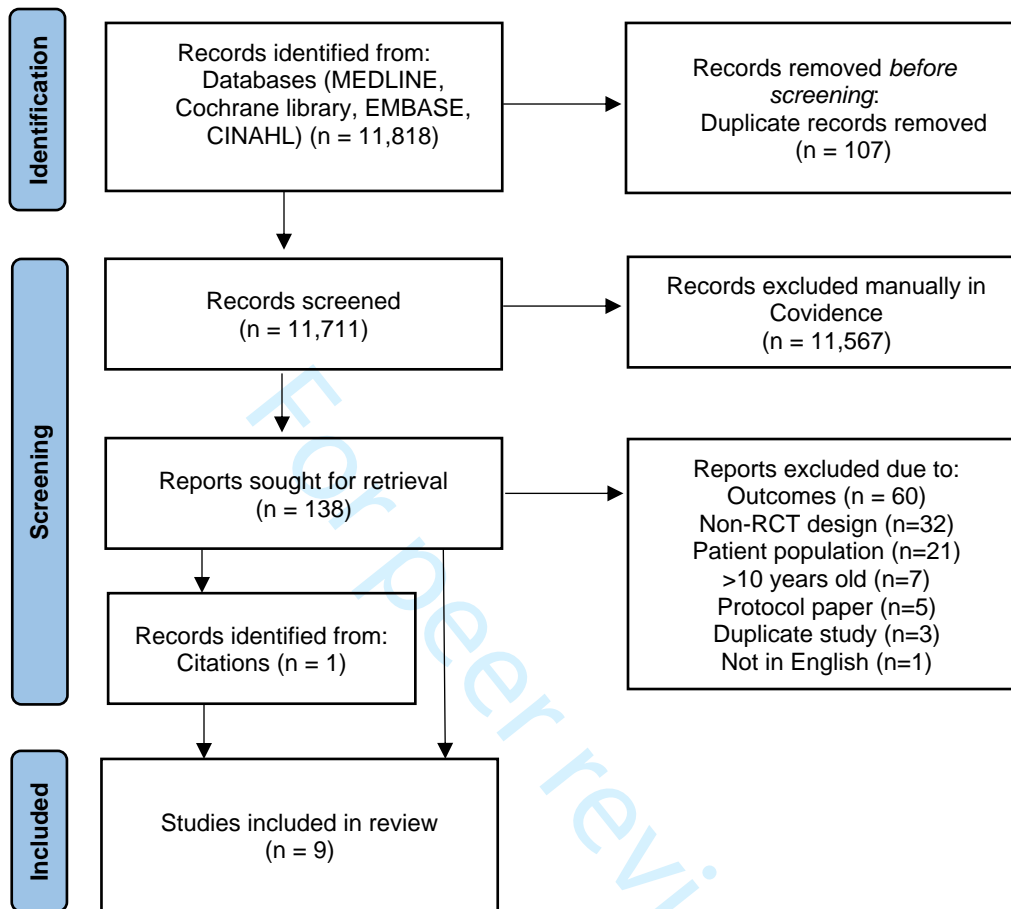 Identification
Records identified from:
Databases (MEDLINE,
Cochrane library, EMBASE,
CINAHL) (n = 11,818)
Records removed before
screening:
Duplicate records removed
(n = 107)
Screening
Records screened
(n = 11,711)
Records excluded manually in
Covidence
(n = 11,567)
Reports sought for retrieval
(n = 138)
Reports excluded due to:
Outcomes (n = 60)
Non-RCT design (n=32)
Patient population (n=21)
>10 years old (n=7)
Protocol paper (n=5)
Duplicate study (n=3)
Not in English (n=1)
Records identified from:
Citations (n = 1)
Included
Studies included in review
(n = 9)
For peer revi